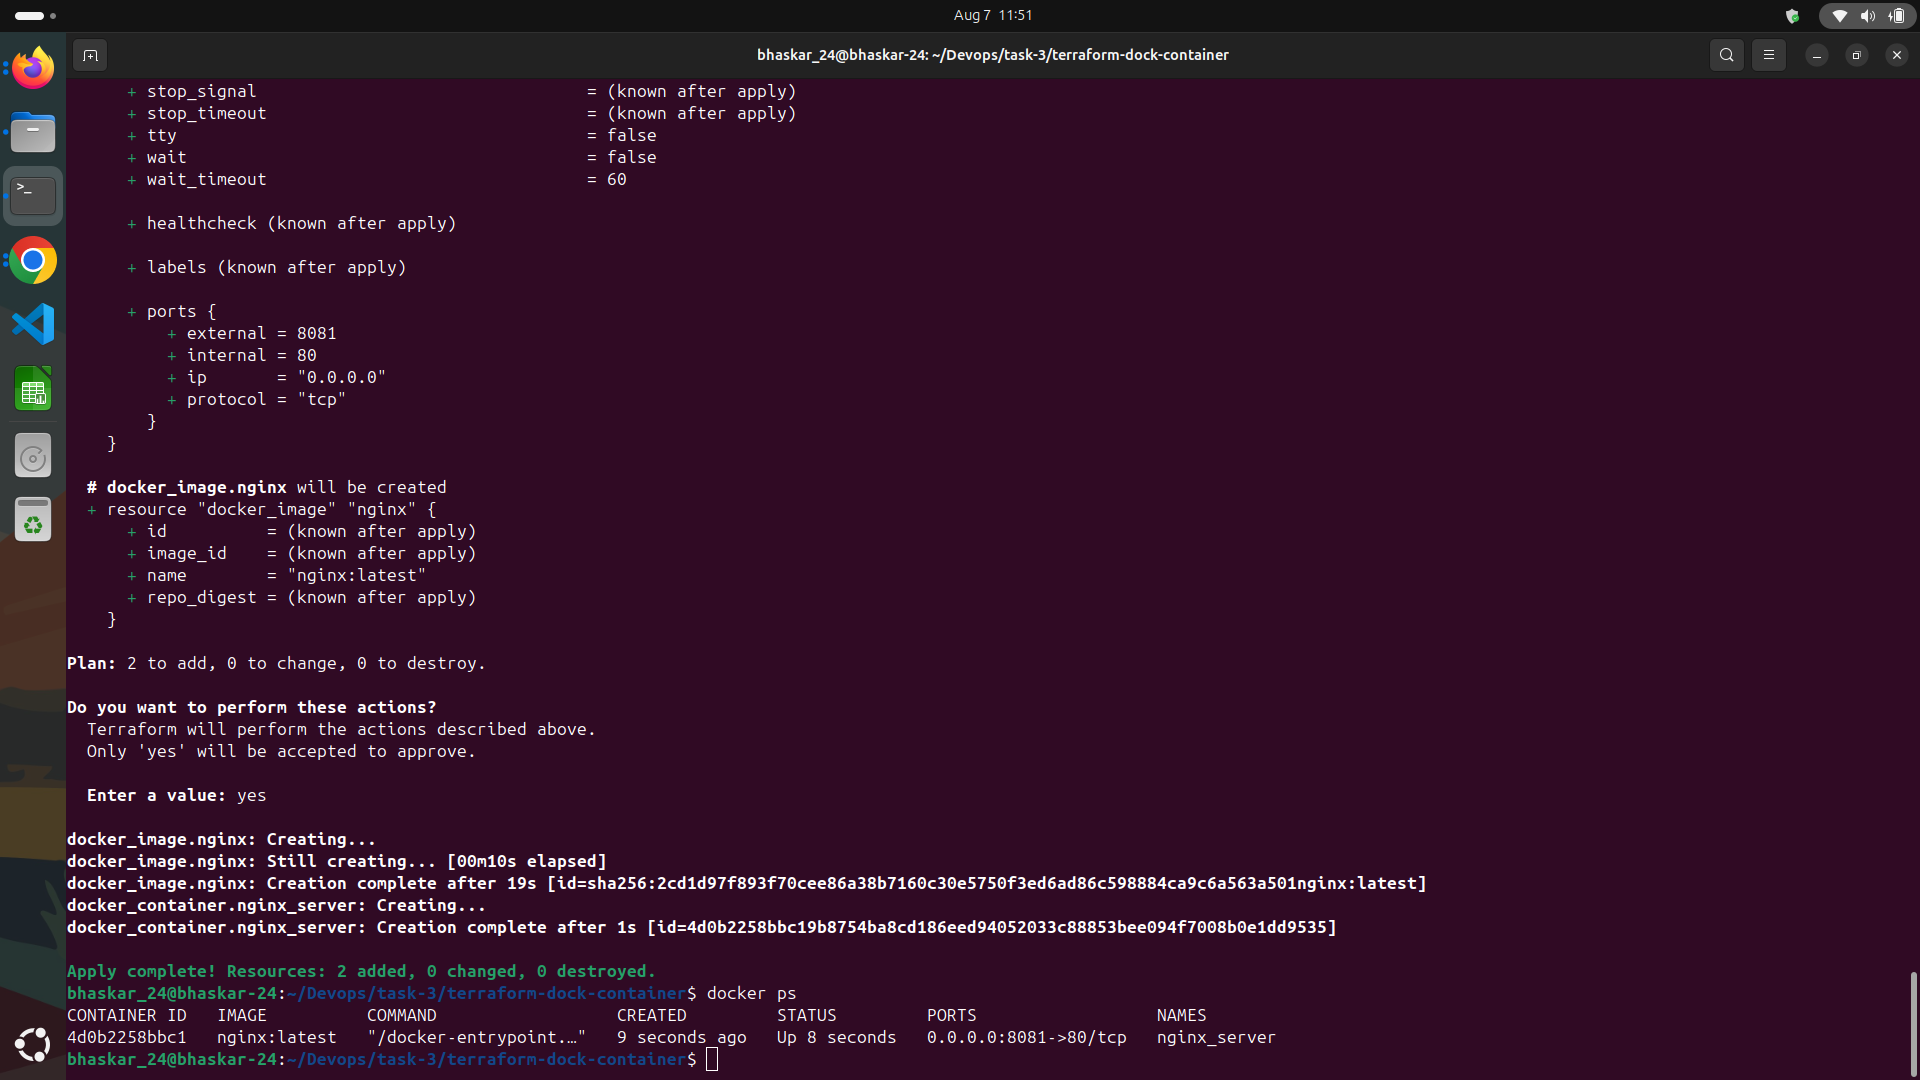 Aug 7 11:51
bhaskar_24@bhaskar-24: ~/Devops/task-3/terraform-dock-container
+ stop_signal = (known after apply)
+ stop_timeout = (known after apply)
+ tty = false
+ wait = false
+ wait_timeout = 60
+ healthcheck (known after apply)
+ labels (known after apply)
+ ports {
+ external = 8081
+ internal = 80
+ ip = "0.0.0.0"
+ protocol = "tcp"
}
}
# docker_image.nginx will be created
+ resource "docker_image" "nginx" {
+ id = (known after apply)
+ image_id = (known after apply)
+ name = "nginx:latest"
+ repo_digest = (known after apply)
}
Plan: 2 to add, 0 to change, 0 to destroy.
Do you want to perform these actions?
Terraform will perform the actions described above.
Only 'yes' will be accepted to approve.
Enter a value: yes
docker_image.nginx: Creating...
docker_image.nginx: Still creating... [00m10s elapsed]
docker_image.nginx: Creation complete after 19s [id=sha256:2cd1d97f893f70cee86a38b7160c30e5750f3ed6ad86c598884ca9c6a563a501nginx:latest]
docker_container.nginx_server: Creating...
docker_container.nginx_server: Creation complete after 1s [id=4d0b2258bbc19b8754ba8cd186eed94052033c88853bee094f7008b0e1dd9535]
Apply complete! Resources: 2 added, 0 changed, 0 destroyed.
bhaskar_24@bhaskar-24:~/Devops/task-3/terraform-dock-container$ docker ps
CONTAINER ID IMAGE COMMAND CREATED STATUS PORTS NAMES
4d0b2258bbc1 nginx:latest "/docker-entrypoint.…" 9 seconds ago Up 8 seconds 0.0.0.0:8081->80/tcp nginx_server
bhaskar_24@bhaskar-24:~/Devops/task-3/terraform-dock-container$